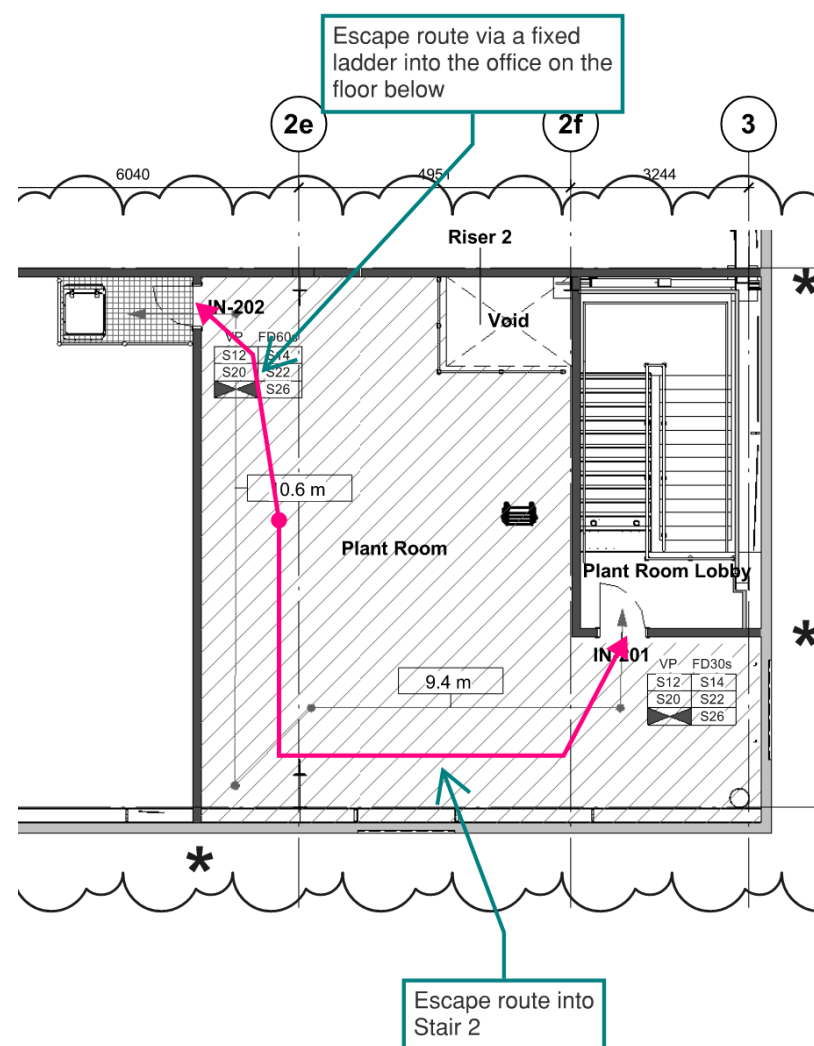 Escape route via a fixed
ladder into the office on the
floor below
2e
2f
3
6040
4951
3244
Riser 2
Void
IN-202
VP FD60s
S12 S14
S20 S22
S26
10.6 m
Plant Room
Plant Room Lobby
IN-201
VP FD30s
S12 S14
S20 S22
S26
9.4 m
*
*
*
Escape route into
Stair 2